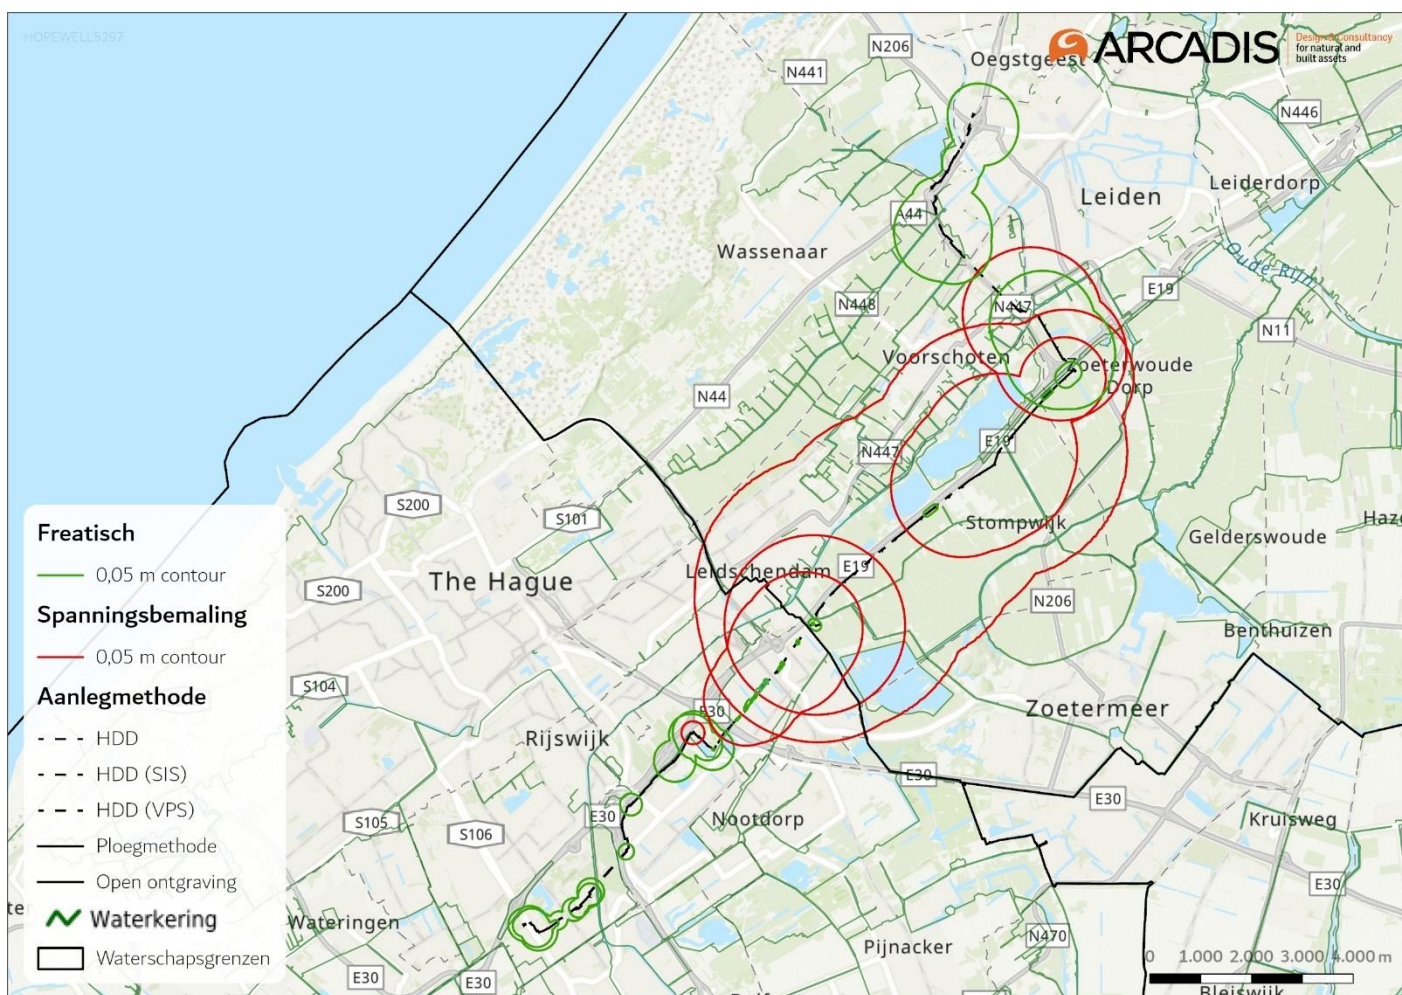 HOPEWELL5297
ARCADIS
Design & Consultancy
for natural and
built assets
N206
Oegstgeest
N441
N446
Leiden
Leiderdorp
A44
Wassenaar
Oude Rijn
E19
N448
N447
N11
Voorschoten
Zoeterwoude
Dorp
N44
E19
N447
S200
S101
Stompwijk
Gelderswoude
Haze
Freatisch
0,05 m contour
The Hague
Leidschendam
E19
S200
N206
Spanningsbemaling
0,05 m contour
Benthuizen
S104
Aanlegmethode
HDD
HDD (SIS)
HDD (VPS)
Ploegmethode
Open ontgraving
Waterkering
Waterschapsgrenzen
E30
Zoetermeer
Rijswijk
E30
E30
S105
S106
E30
Nootdorp
Kruisweg
E30
ter
Wateringen
Pijnacker
N470
E30
0 1.000 2.000 3.000 4.000 m
Bleiswijk